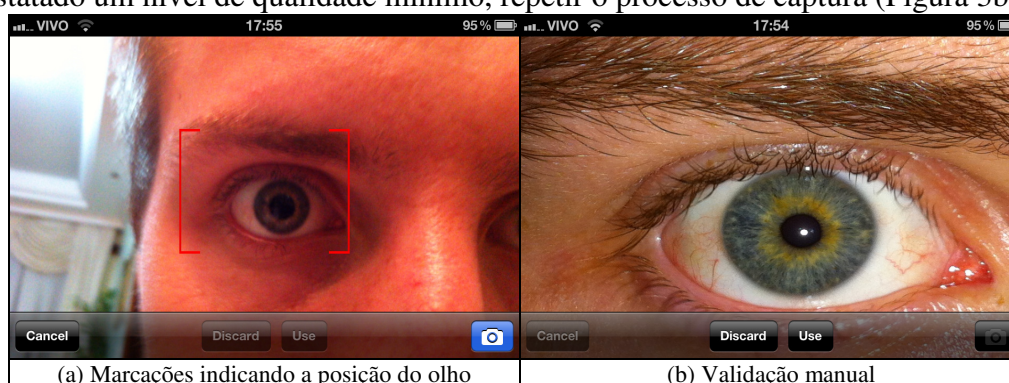 statado um nível de qualidade mínimo, repetir o processo de captura (Figura 3b
VIVO 17:55 95%
VIVO 17:54 95%
Cancel Discard Use
Cancel Discard Use
(a) Marcações indicando a posição do olho
(b) Validação manual